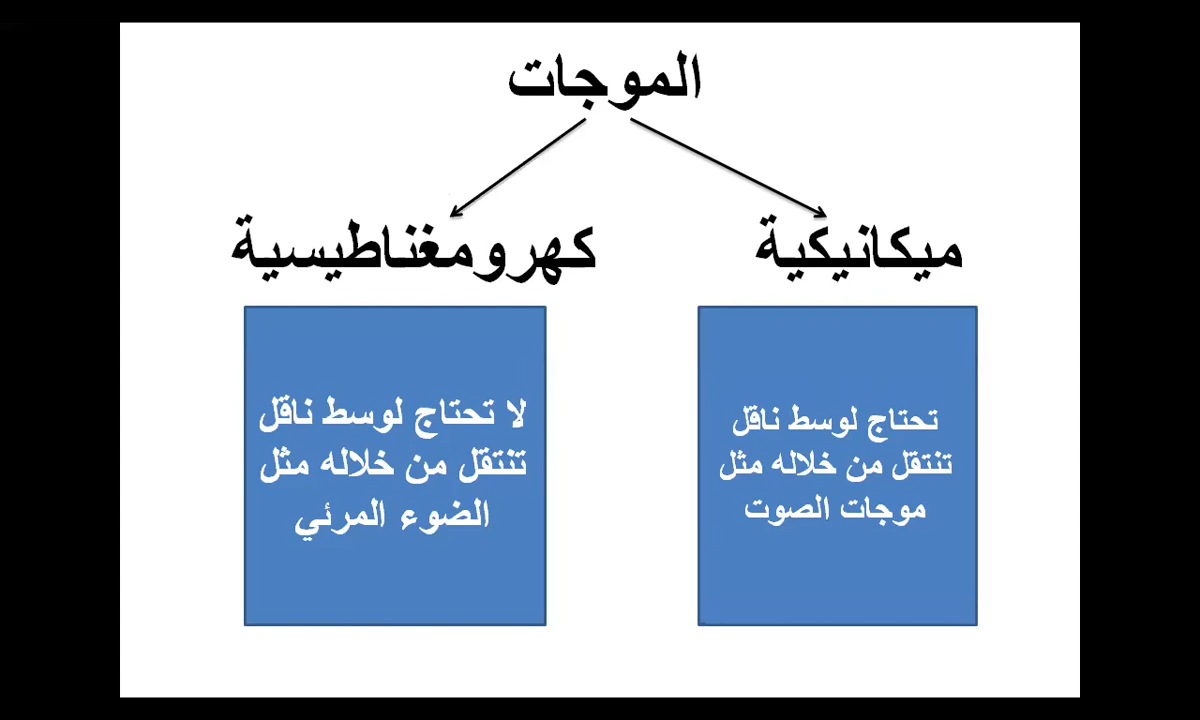 الموجات
ميكانيكية
كهرومغناطيسية
تحتاج لوسط ناقل
تنتقل من خلاله مثل
موجات الصوت
لا تحتاج لوسط ناقل
تنتقل من خلاله مثل
الضوء المرئي